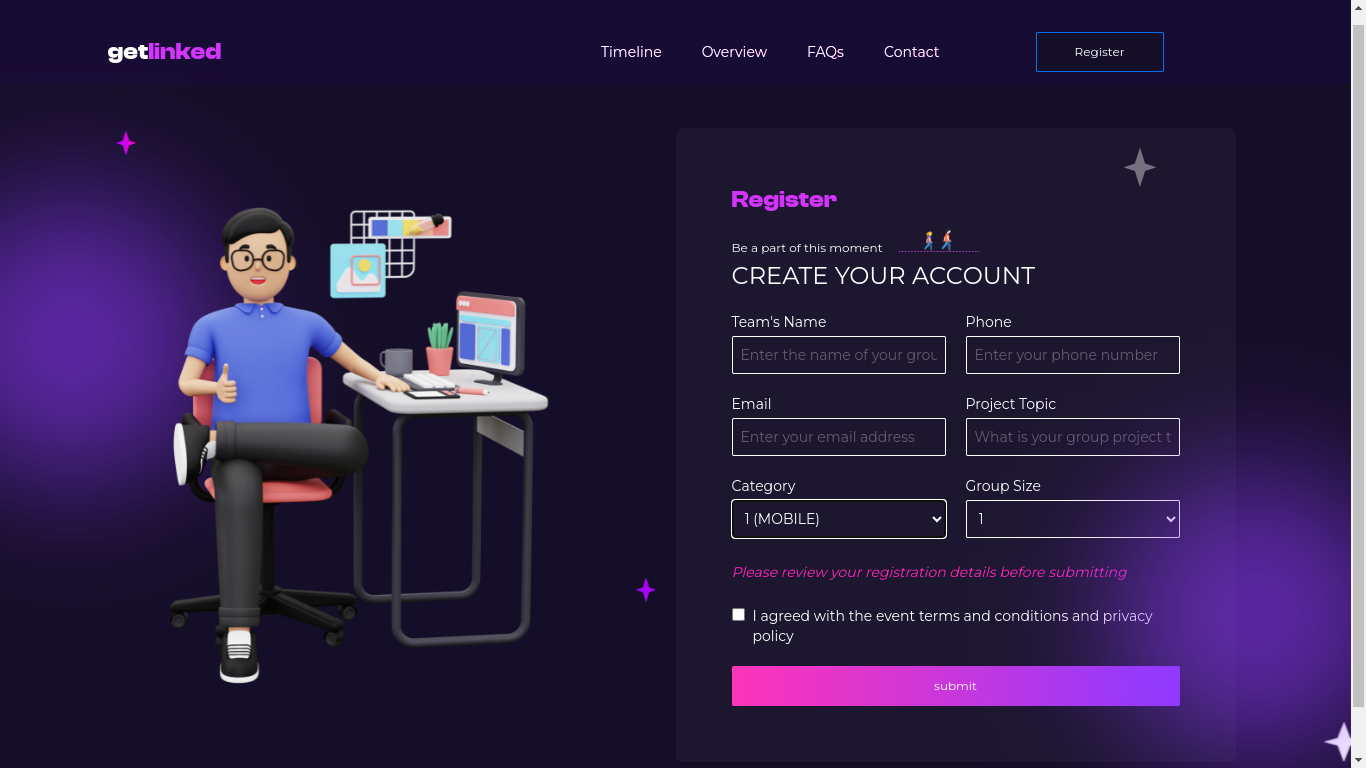 getlinked
Timeline
Overview
FAQs
Contact
Register
Register
Be a part of this moment
CREATE YOUR ACCOUNT
Team's Name
Phone
Enter the name of your grou
Enter your phone number
Email
Project Topic
Enter your email address
What is your group project t
Category
Group Size
1 (MOBILE)
1
Please review your registration details before submitting
I agreed with the event terms and conditions and privacy
policy
submit